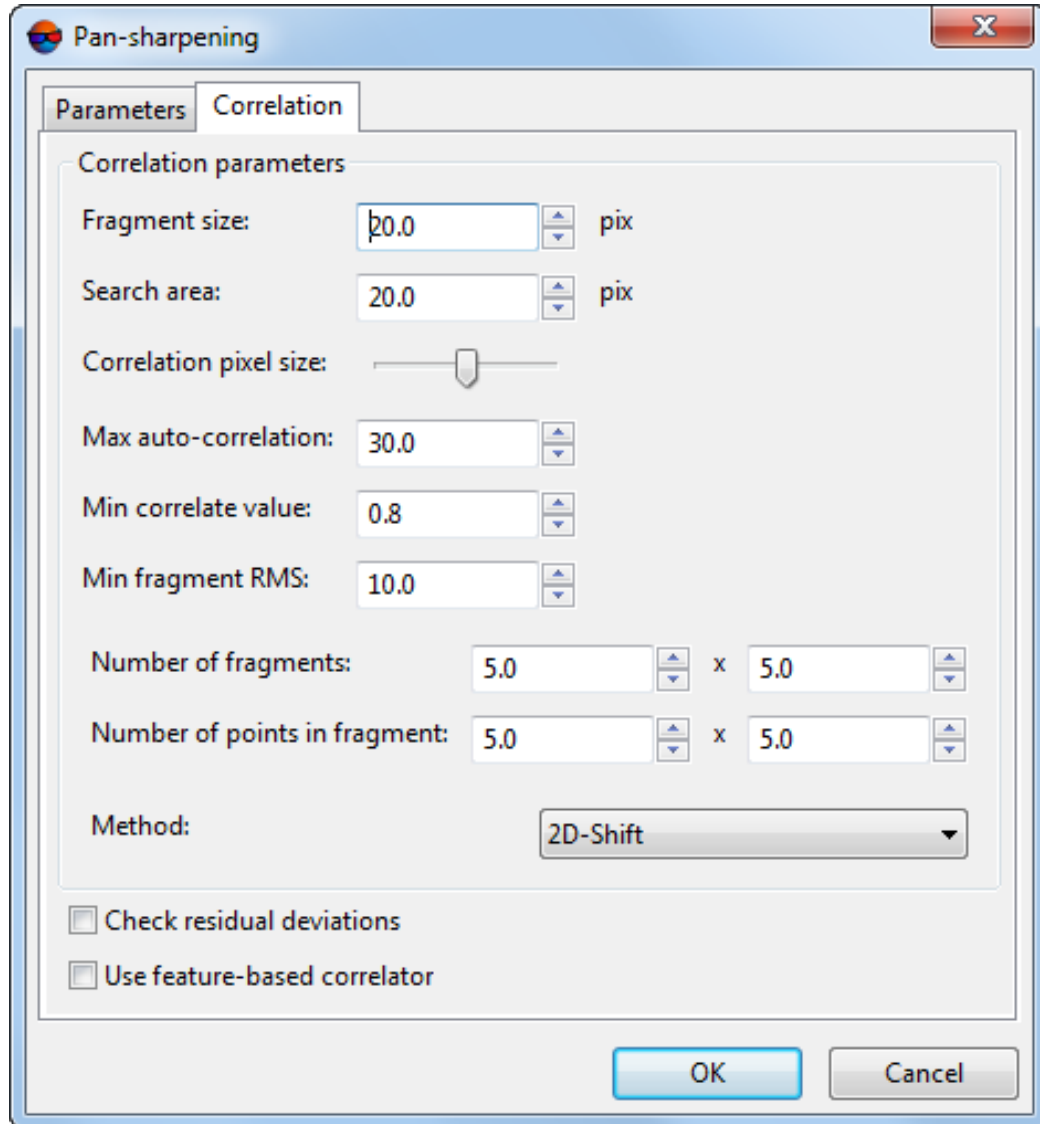 Pan-sharpening
Parameters Correlation
Correlation parameters
Fragment size: 20.0 pix
Search area: 20.0 pix
Correlation pixel size:
Max auto-correlation: 30.0
Min correlate value: 0.8
Min fragment RMS: 10.0
Number of fragments: 5.0 x 5.0
Number of points in fragment: 5.0 x 5.0
Method: 2D-Shift
Check residual deviations
Use feature-based correlator
OK Cancel